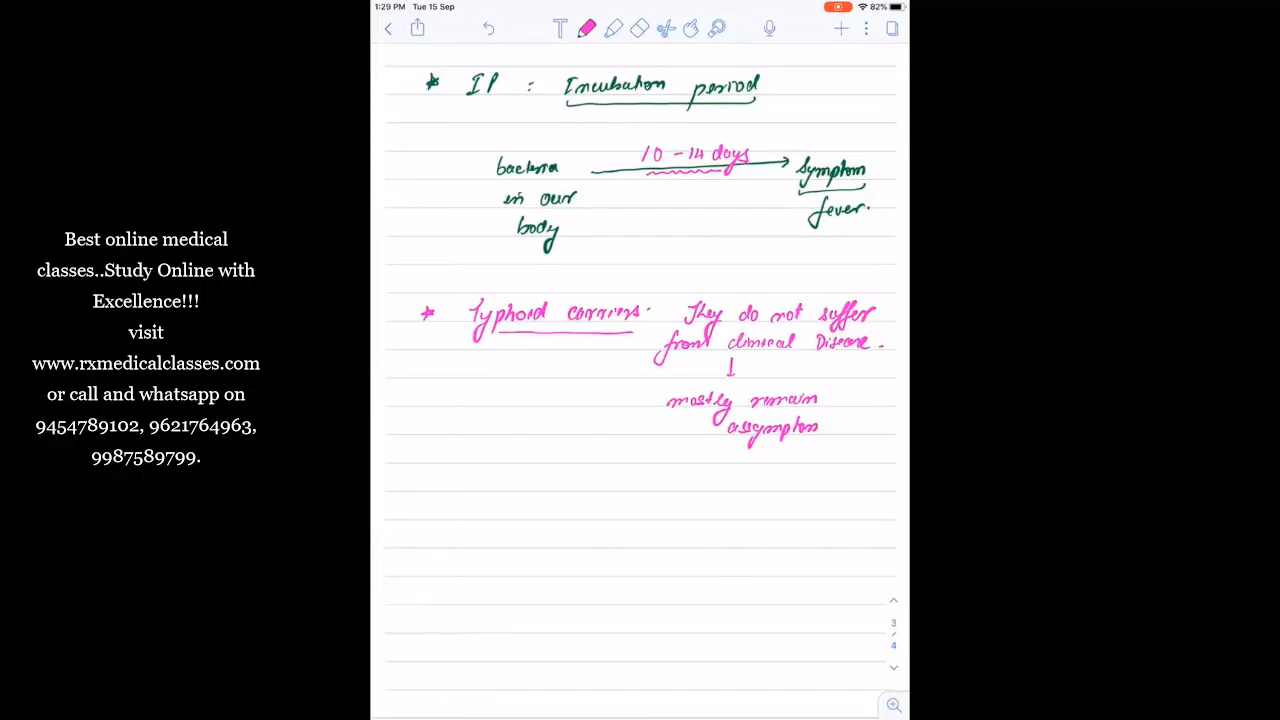 1:29 PM Tue 15 Sep
82%
T
* IP : Incubation period
10 - 14 days
bacteria Symptom
in our fever.
body
* Typhoid carriers. They do not suffer
from clinical Disease.
mostly remain
assymptom
Best online medical
classes..Study Online with
Excellence!!!
visit
www.rxmedicalclasses.com
or call and whatsapp on
9454789102, 9621764963,
9987589799.
3
/
4